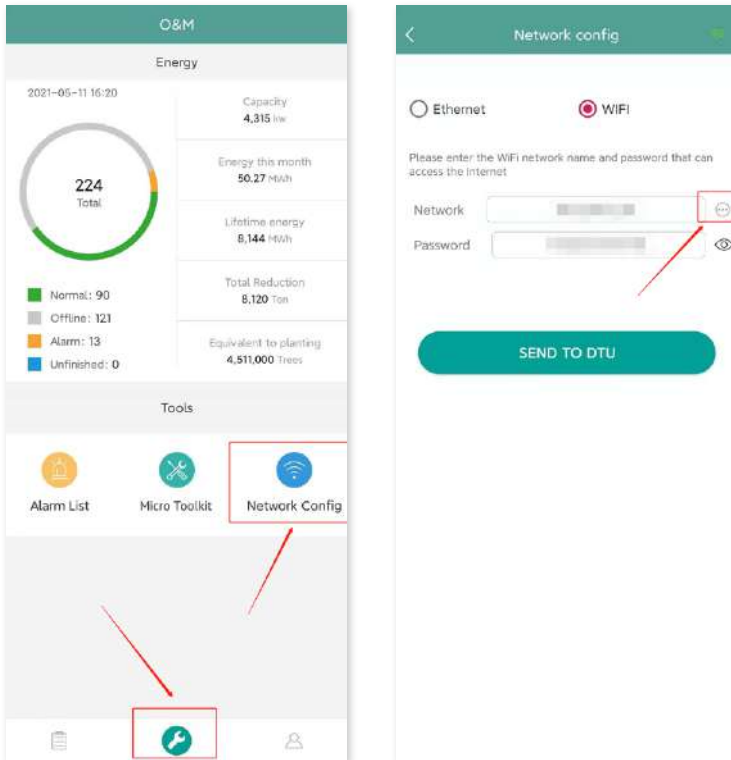 O&M
Energy
2021-05-11 16:20
224
Total
Capacity
4,315 kw
Energy this month
50.27 MWh
Lifetime energy
8,144 MWh
Total Reduction
8,120 Ton
Equivalent to planting
4,511,000 Trees
Normal: 90
Offline: 121
Alarm: 13
Unfinished: 0
Tools
Alarm List
Micro Toolkit
Network Config
Network config
Ethernet
WIFI
Please enter the WiFi network name and password that can
access the Internet
Network
Password
SEND TO DTU